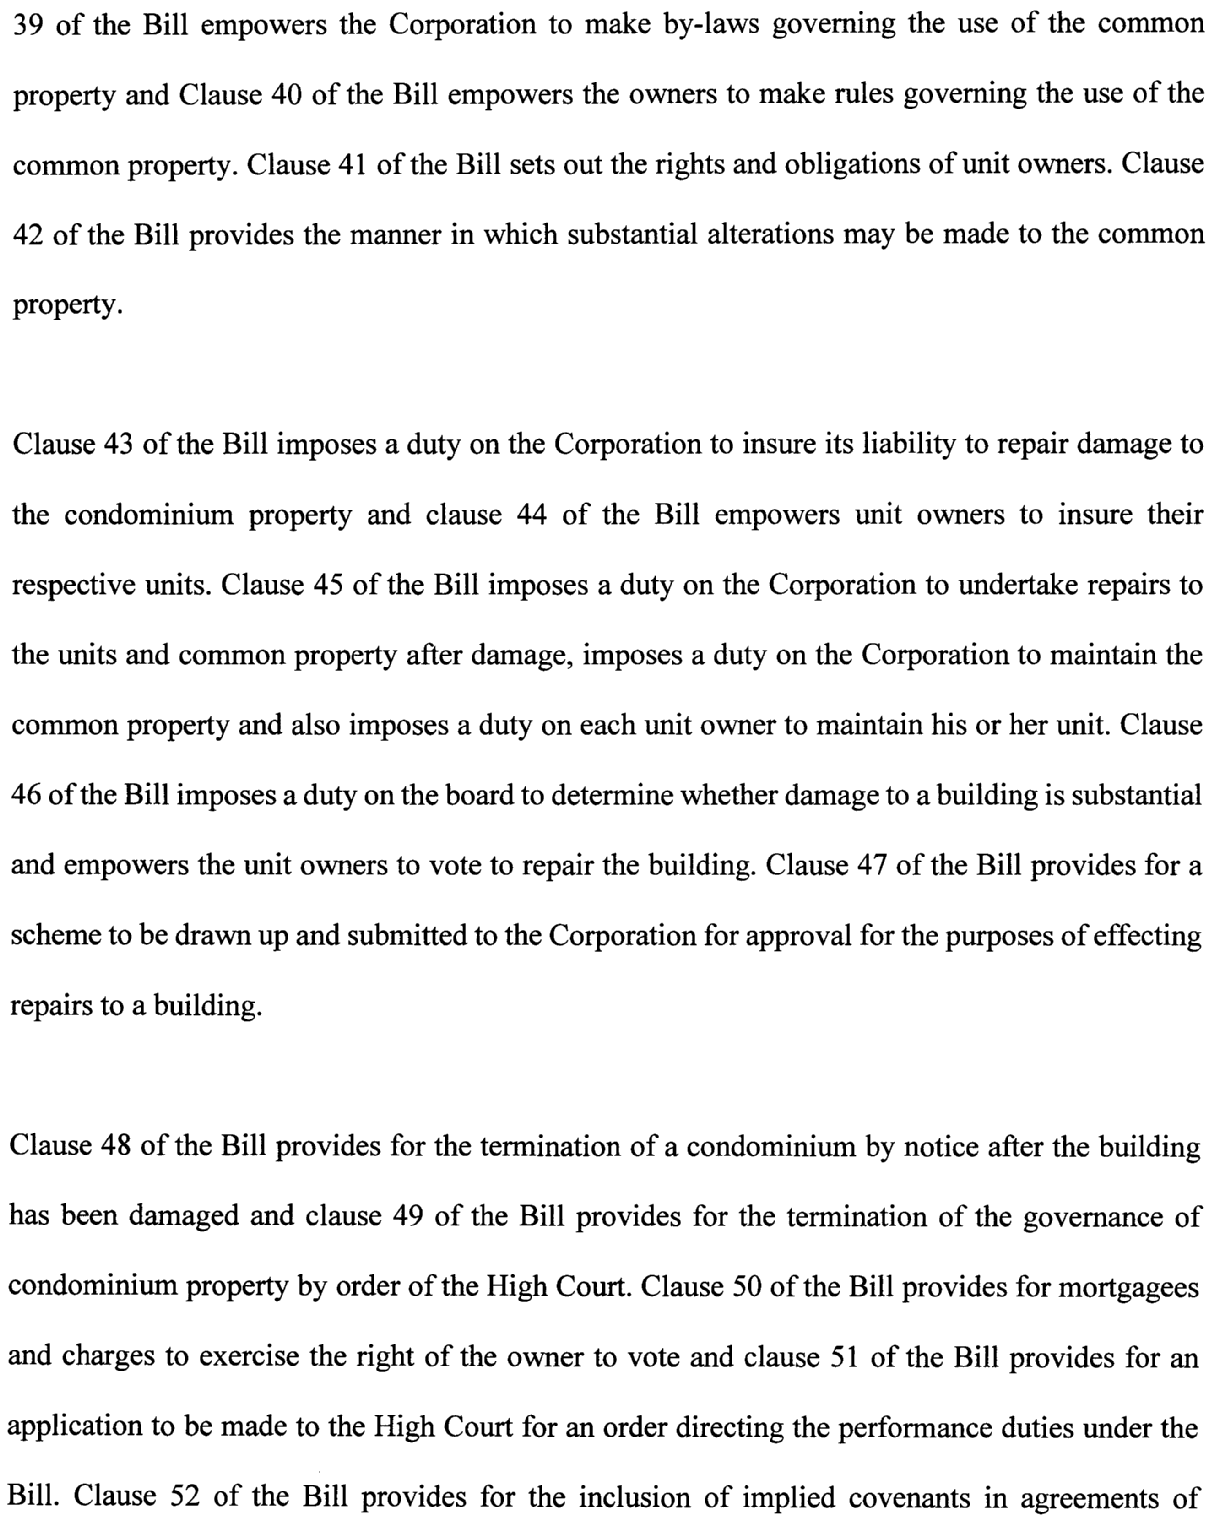 39 of the Bill empowers the Corporation to make by-laws governing the use of the common
property and Clause 40 of the Bill empowers the owners to make rules governing the use of the
common property. Clause 41 of the Bill sets out the rights and obligations of unit owners. Clause
42 of the Bill provides the manner in which substantial alterations may be made to the common
property.
Clause 43 of the Bill imposes a duty on the Corporation to insure its liability to repair damage to
the condominium property and clause 44 of the Bill empowers unit owners to insure their
respective units. Clause 45 of the Bill imposes a duty on the Corporation to undertake repairs to
the units and common property after damage, imposes a duty on the Corporation to maintain the
common property and also imposes a duty on each unit owner to maintain his or her unit. Clause
46 of the Bill imposes a duty on the board to determine whether damage to a building is substantial
and empowers the unit owners to vote to repair the building. Clause 47 of the Bill provides for a
scheme to be drawn up and submitted to the Corporation for approval for the purposes of effecting
repairs to a building.
Clause 48 of the Bill provides for the termination of a condominium by notice after the building
has been damaged and clause 49 of the Bill provides for the termination of the governance of
condominium property by order of the High Court. Clause 50 of the Bill provides for mortgagees
and charges to exercise the right of the owner to vote and clause 51 of the Bill provides for an
application to be made to the High Court for an order directing the performance duties under the
Bill. Clause 52 of the Bill provides for the inclusion of implied covenants in agreements of